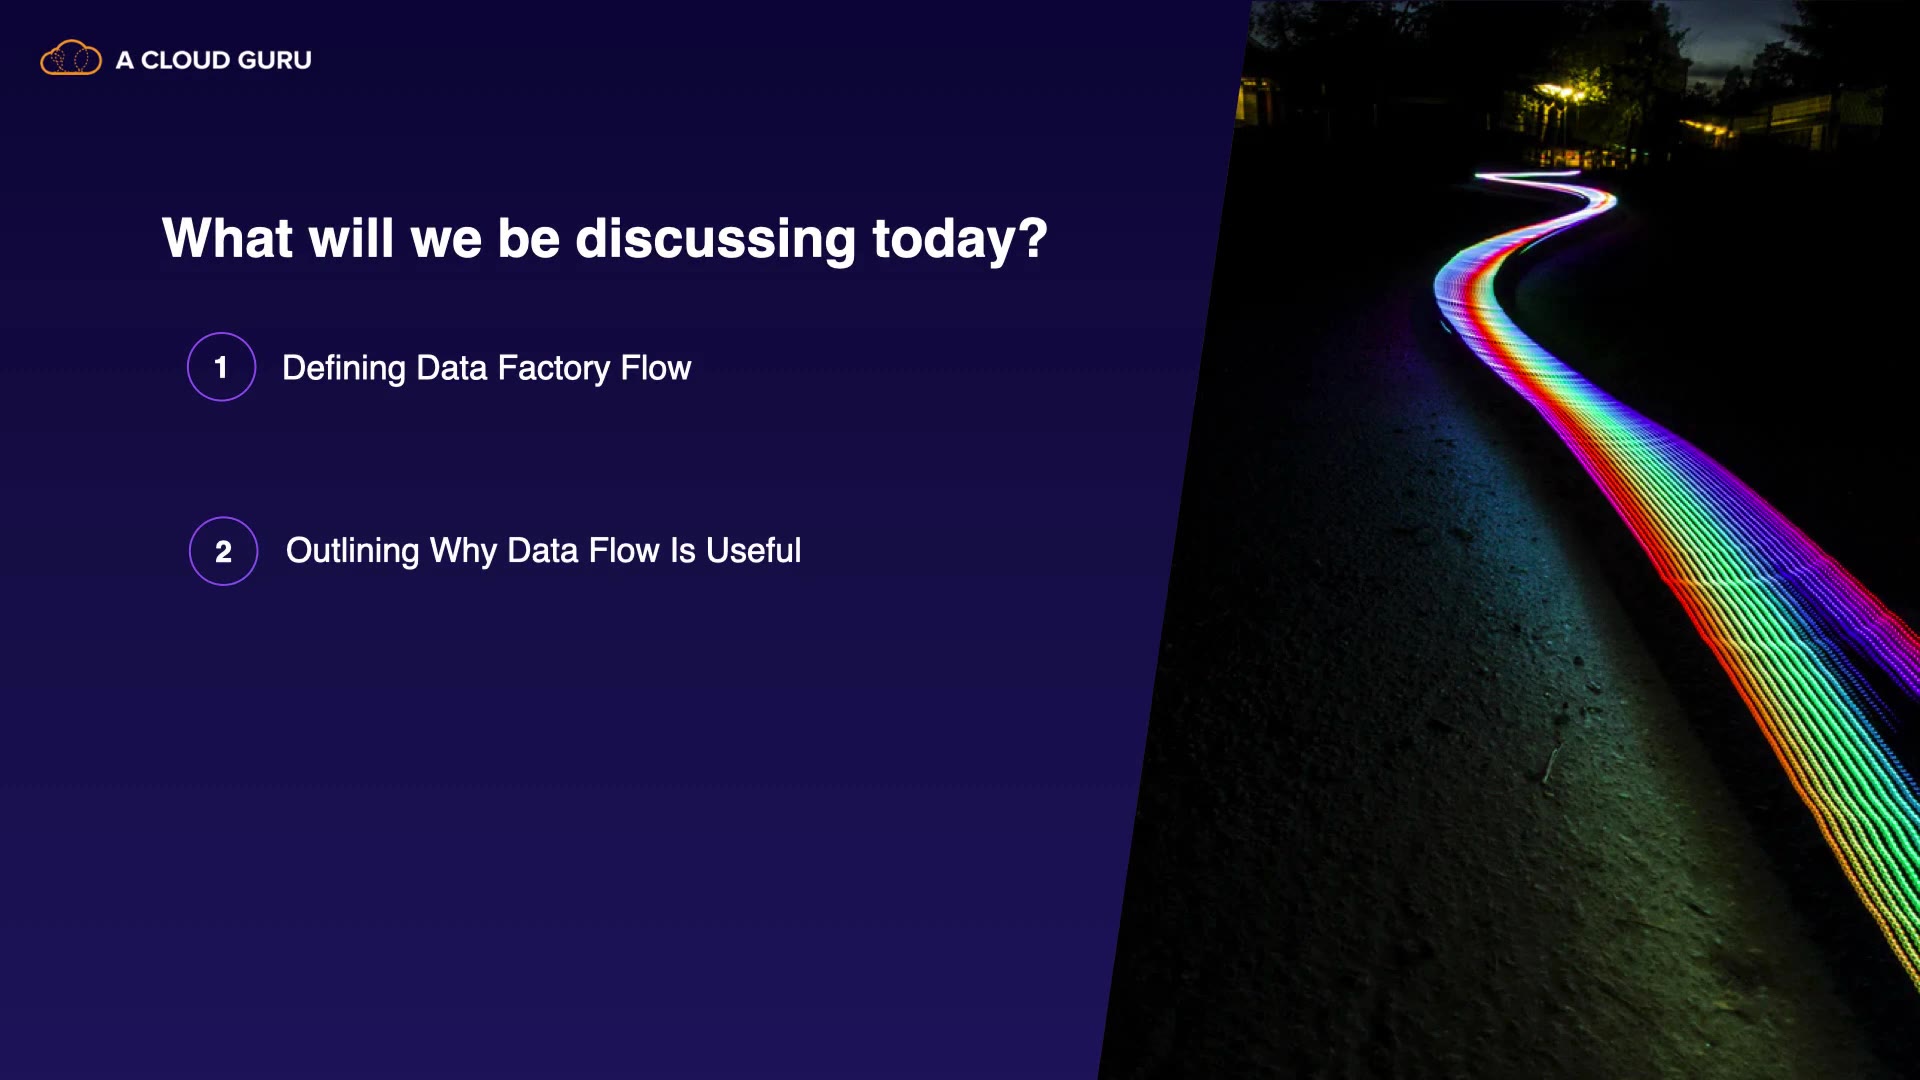 A CLOUD GURU
What will we be discussing today?
1 Defining Data Factory Flow
2 Outlining Why Data Flow Is Useful